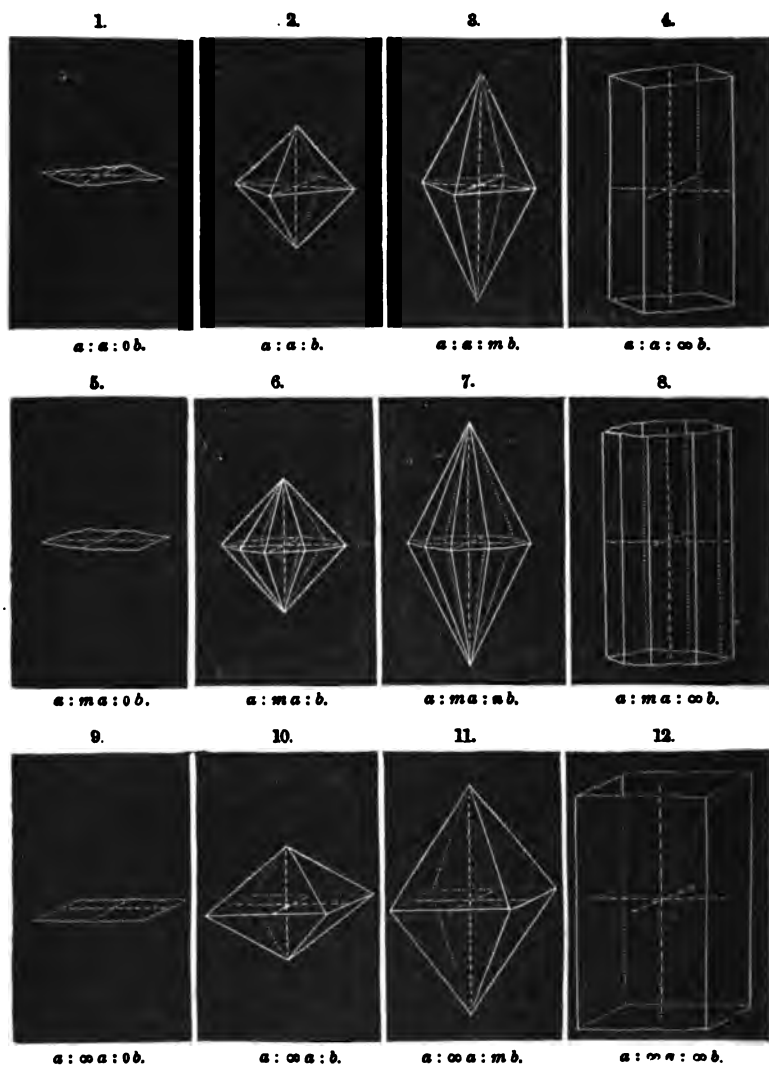 1. 2. 3. 4.
a : a : 0 b. a : a : b. a : a : m b. a : a : ∞ b.
5. 6. 7. 8.
a : m a : 0 b. a : m a : b. a : m a : n b. a : m a : ∞ b.
9. 10. 11. 12.
a : ∞ a : 0 b. a : ∞ a : b. a : ∞ a : m b. a : ∞ a : ∞ b.